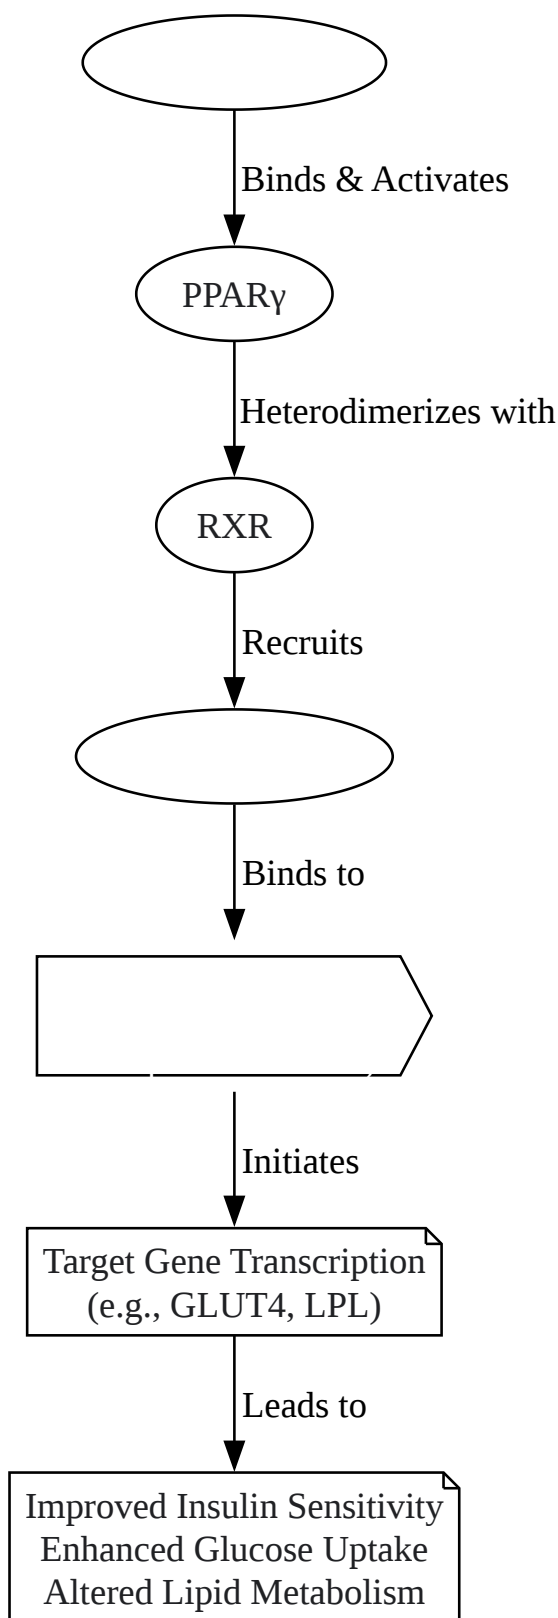 Binds & Activates
PPARγ
Heterodimerizes with
RXR
Recruits
Binds to
Initiates
Target Gene Transcription
(e.g., GLUT4, LPL)
Leads to
Improved Insulin Sensitivity
Enhanced Glucose Uptake
Altered Lipid Metabolism